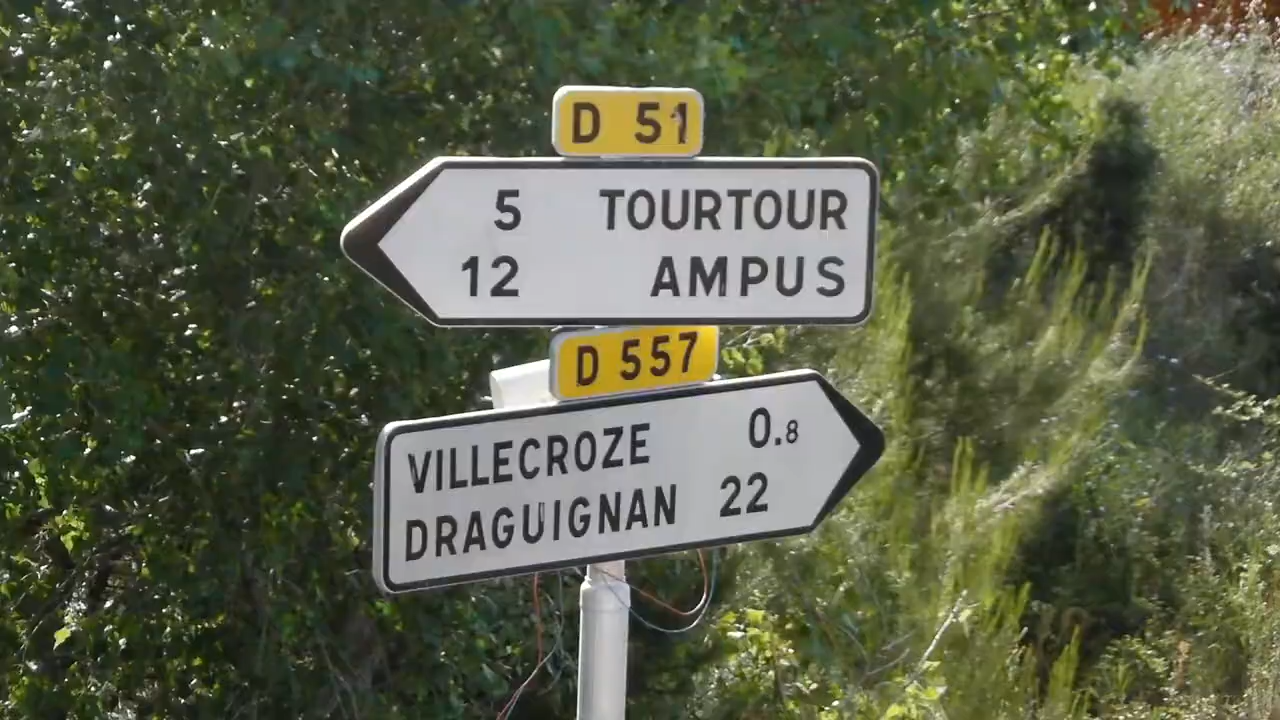 D 51
5 TOURTOUR
12 AMPUS
D 557
VILLECROZE 0.8
DRAGUIGNAN 22